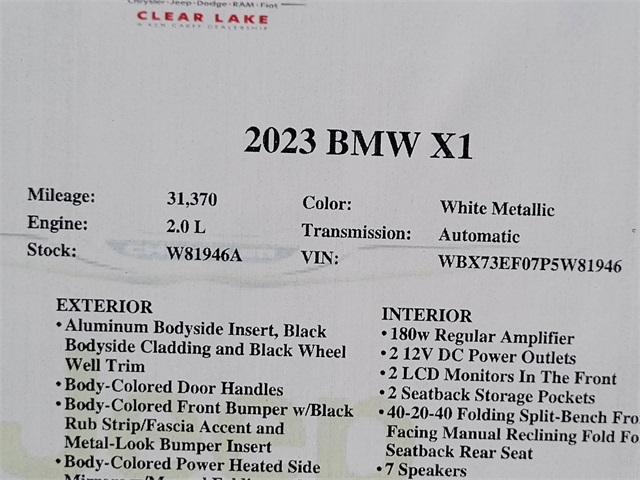 Chrysler·Jeep·Dodge·RAM·Fiat
CLEAR LAKE
2023 BMW X1
Mileage: 31,370 Color: White Metallic
Engine: 2.0 L Transmission: Automatic
Stock: W81946A VIN: WBX73EF07P5W81946
EXTERIOR
• Aluminum Bodyside Insert, Black
Bodyside Cladding and Black Wheel
Well Trim
• Body-Colored Door Handles
• Body-Colored Front Bumper w/Black
Rub Strip/Fascia Accent and
Metal-Look Bumper Insert
• Body-Colored Power Heated Side
INTERIOR
• 180w Regular Amplifier
• 2 12V DC Power Outlets
• 2 LCD Monitors In The Front
• 2 Seatback Storage Pockets
• 40-20-40 Folding Split-Bench Fro
Facing Manual Reclining Fold Fo
Seatback Rear Seat
• 7 Speakers